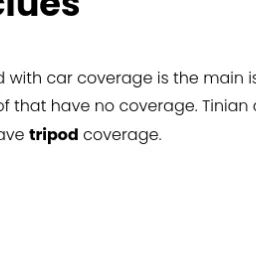 clues
d with car coverage is the main is
of that have no coverage. Tinian
ave tripod coverage.